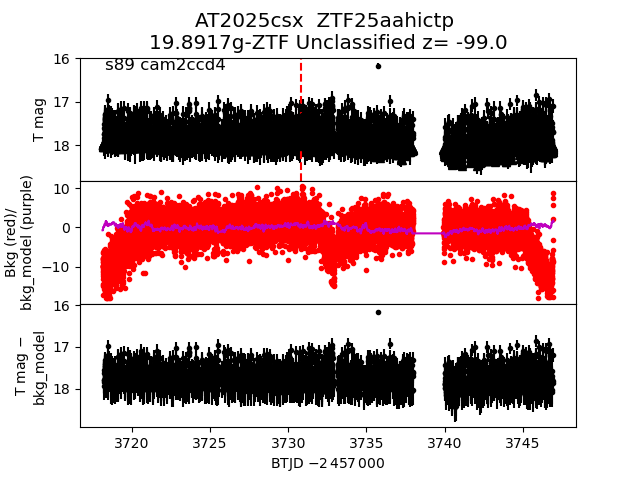 AT2025csx ZTF25aahictp
19.8917g-ZTF Unclassified z= -99.0
s89 cam2ccd4
16
17
18
T mag
10
0
−10
Bkg (red)/
bkg_model (purple)
16
17
18
T mag −
bkg_model
3720 3725 3730 3735 3740 3745
BTJD −2 457 000